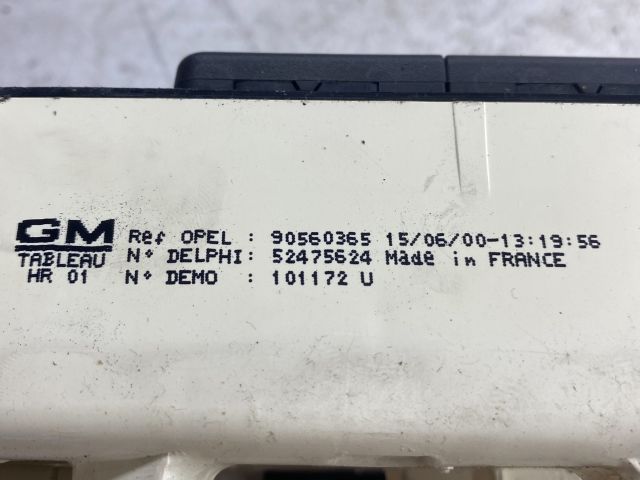 GM
TABLEAU
HR 01
Ref OPEL : 90560365 15/06/00-13:19:56
N° DELPHI: 52475624 Made in FRANCE
N° DEMO : 101172 U